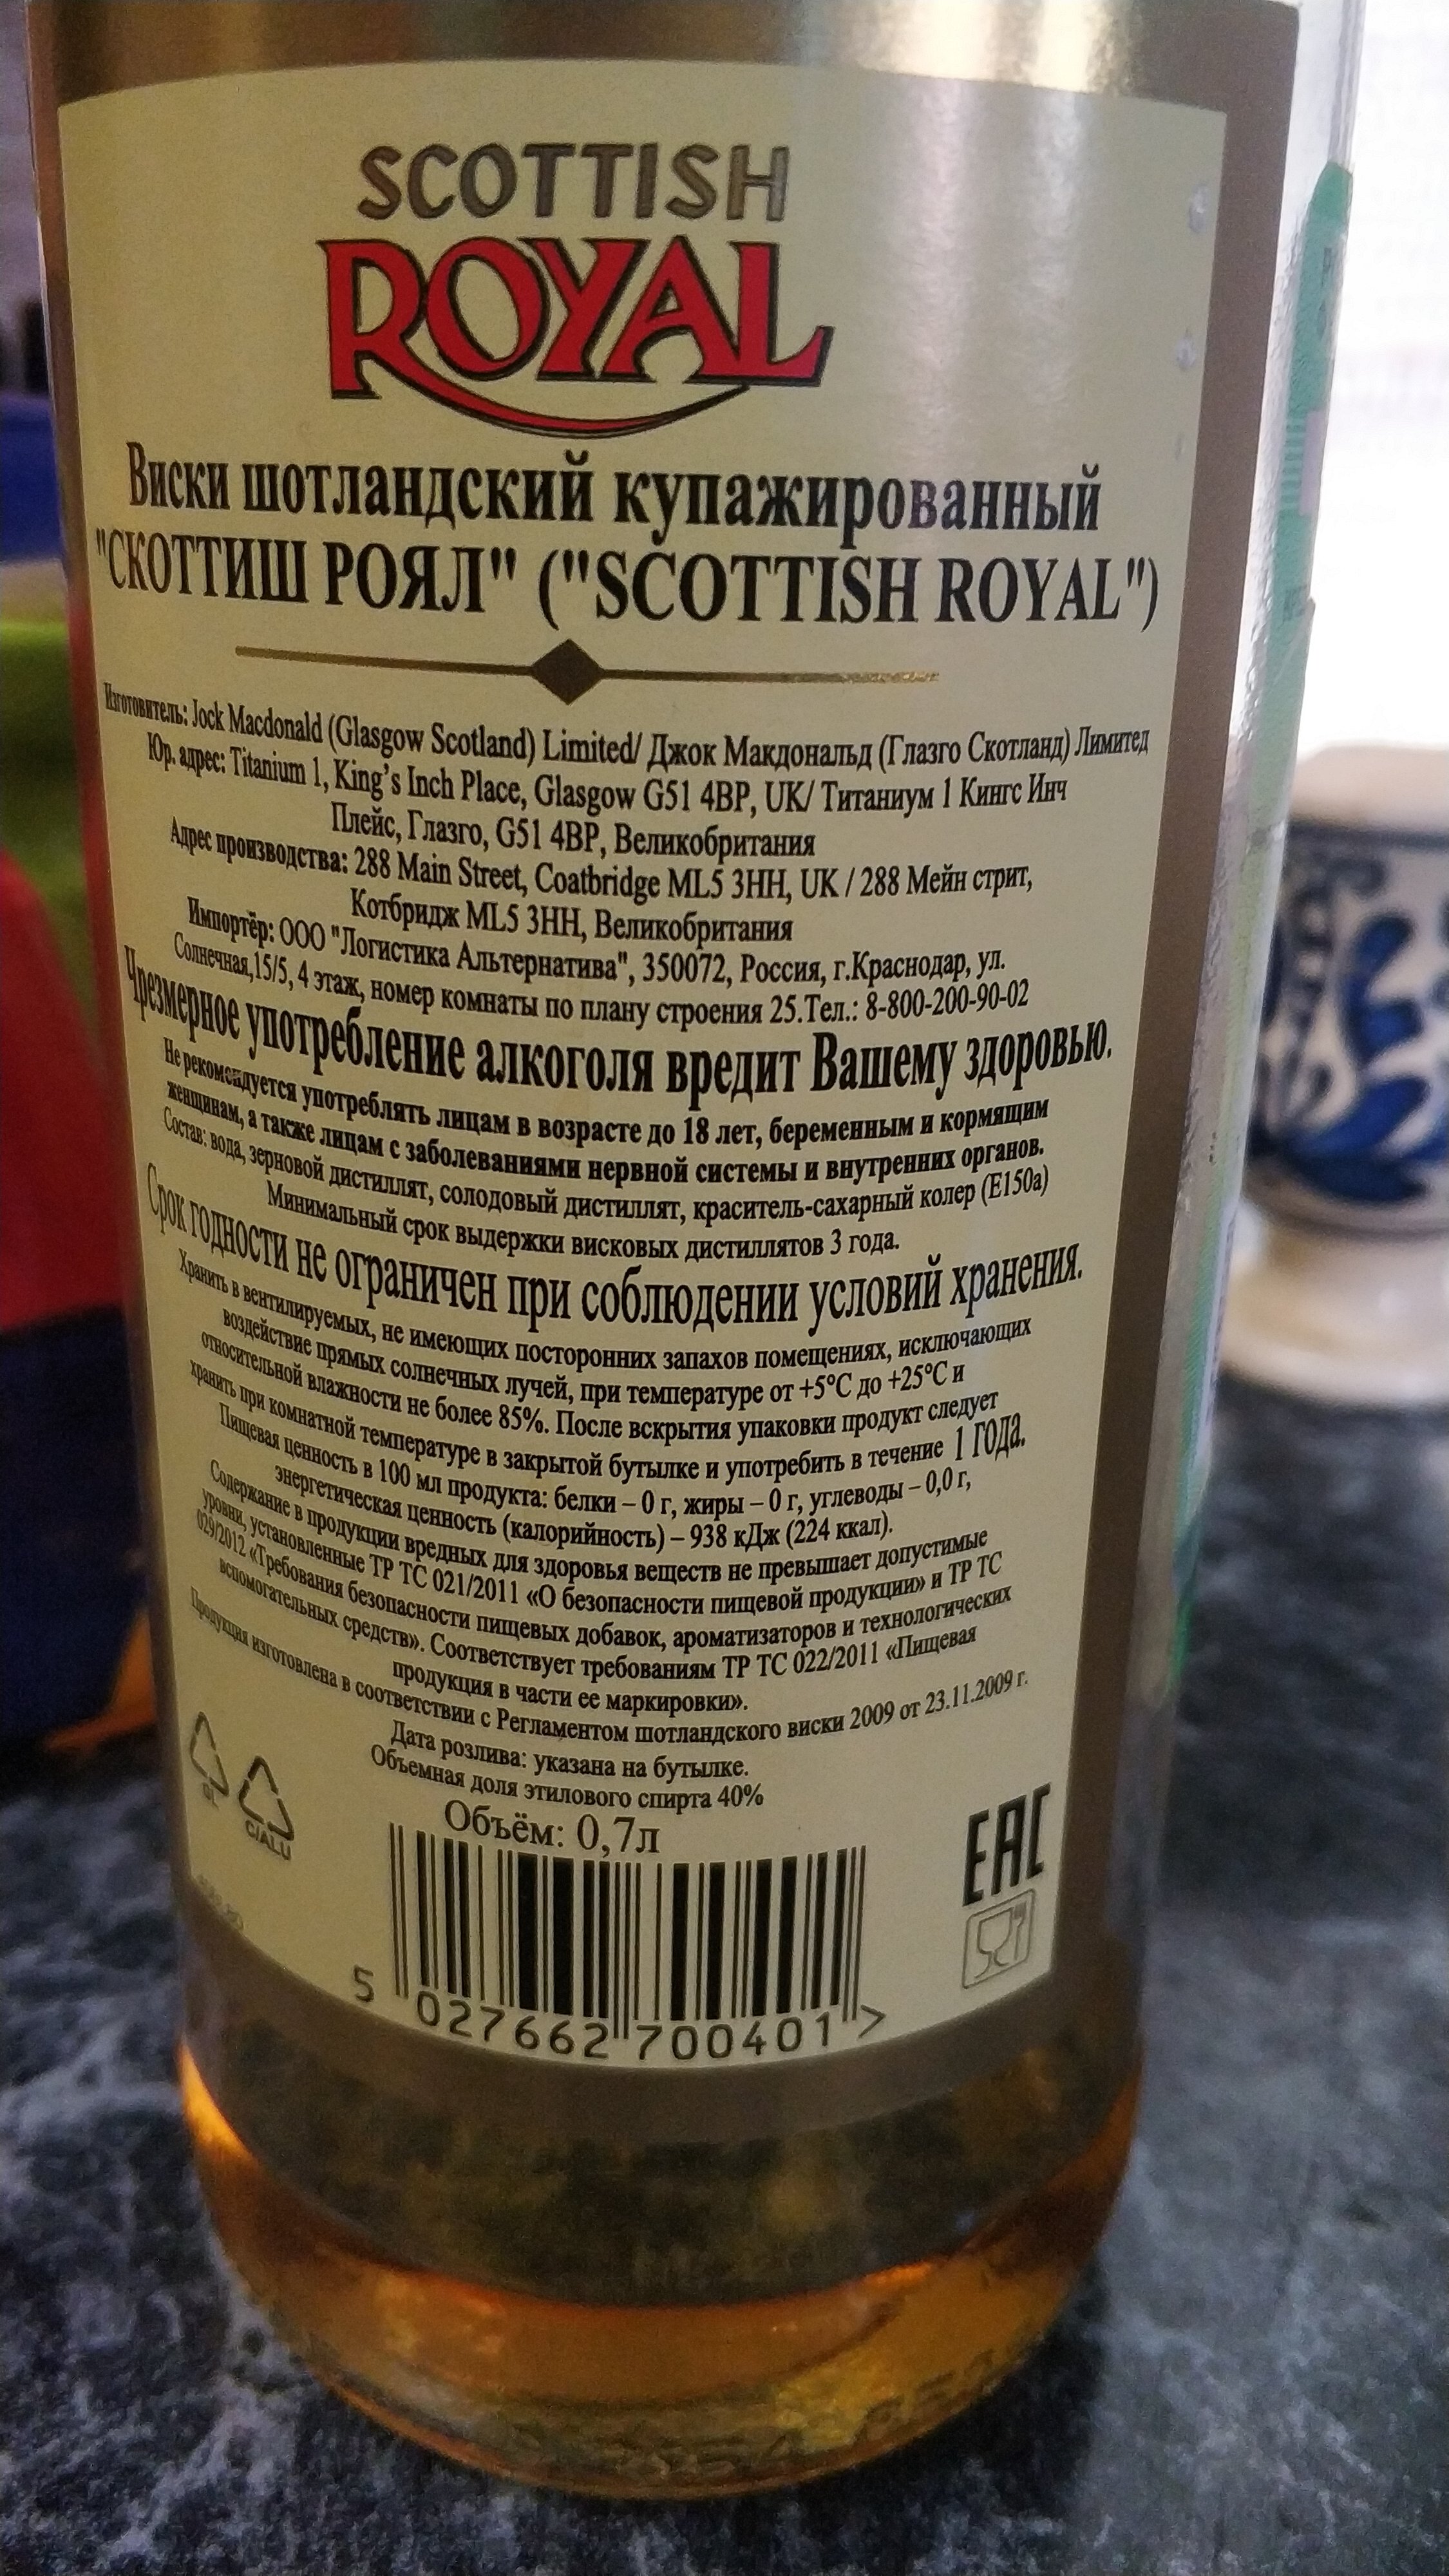 SCOTTISH
ROYAL
Виски шотландский купажированный
"СКОТТИШ РОЯЛ" ("SCOTTISH ROYAL")
Изготовитель: Jock Macdonald (Glasgow Scotland) Limited/ Джок Макдональд (Глазго Скотланд) Лимитед
Юр. адрес: Titanium 1, King's Inch Place, Glasgow G51 4BP, UK/ Титаниум 1 Кингс Инч
Плейс, Глазго, G51 4BP, Великобритания
Адрес производства: 288 Main Street, Coatbridge ML5 3HH, UK / 288 Мейн стрит,
Котбридж ML5 3HH, Великобритания
Импортёр: ООО "Логистика Альтернатива", 350072, Россия, г.Краснодар, ул.
Солнечная,15/5, 4 этаж, номер комнаты по плану строения 25.Тел.: 8-800-200-90-02
Чрезмерное употребление алкоголя вредит Вашему здоровью.
Не рекомендуется употреблять лицам в возрасте до 18 лет, беременным и кормящим
женщинам, а также лицам с заболеваниями нервной системы и внутренних органов.
Состав: вода, зерновой дистиллят, солодовый дистиллят, краситель-сахарный колер (Е150а)
Минимальный срок выдержки висковых дистиллятов 3 года.
Срок годности не ограничен при соблюдении условий хранения.
Хранить в вентилируемых, не имеющих посторонних запахов помещениях, исключающих
воздействие прямых солнечных лучей, при температуре от +5°С до +25°С и
относительной влажности не более 85%. После вскрытия упаковки продукт следует
хранить при комнатной температуре в закрытой бутылке и употребить в течение 1 года.
Пищевая ценность в 100 мл продукта: белки – 0 г, жиры – 0 г, углеводы – 0,0 г,
энергетическая ценность (калорийность) – 938 кДж (224 ккал).
Содержание в продукции вредных для здоровья веществ не превышает допустимые
уровни, установленные ТР ТС 021/2011 «О безопасности пищевой продукции» и ТР ТС
029/2012 «Требования безопасности пищевых добавок, ароматизаторов и технологических
вспомогательных средств». Соответствует требованиям ТР ТС 022/2011 «Пищевая
продукция в части ее маркировки».
Продукция изготовлена в соответствии с Регламентом шотландского виски 2009 от 23.11.2009 г.
Дата розлива: указана на бутылке.
Объемная доля этилового спирта 40%
Объём: 0,7л
GL
C/ALU
EAC
5 027662 700401 >